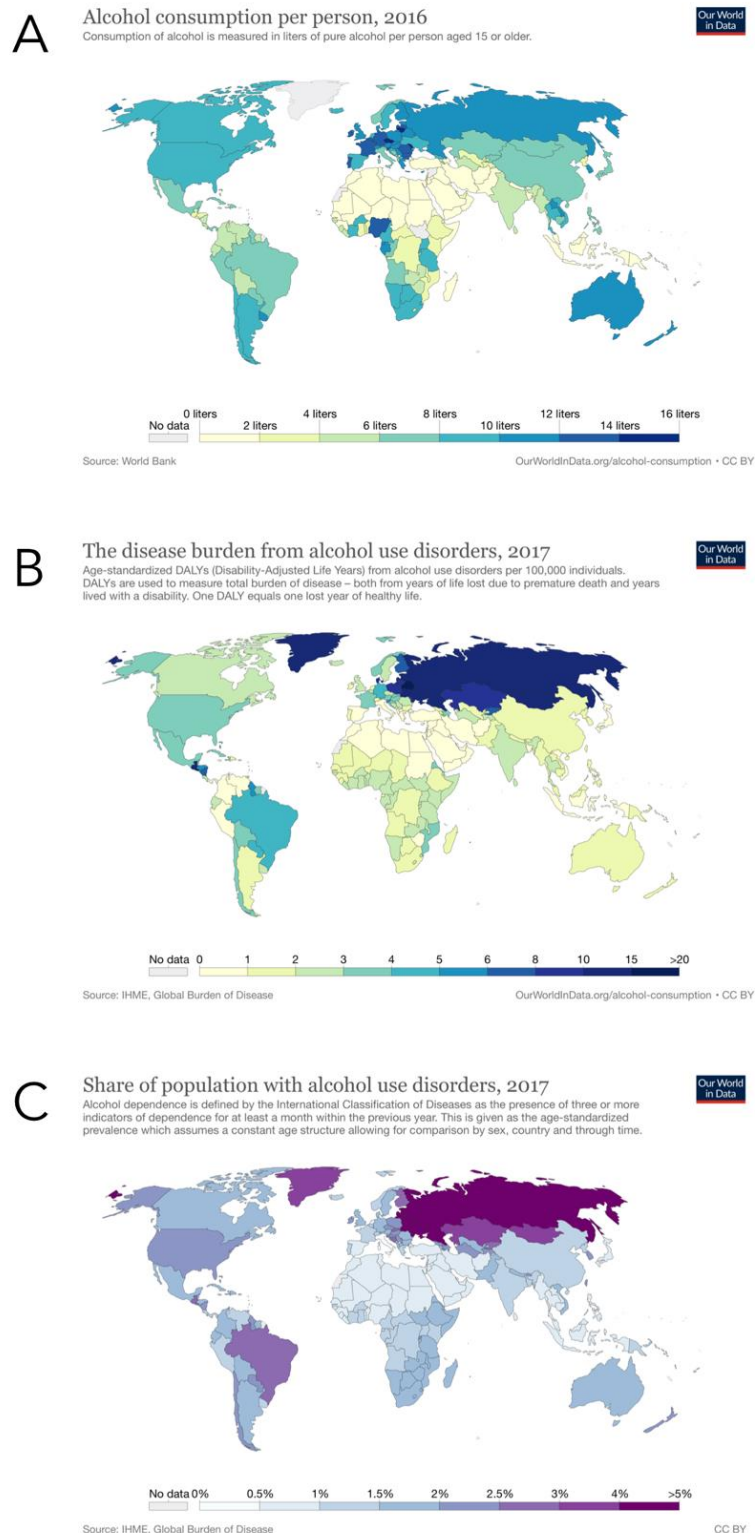 A
Alcohol consumption per person, 2016
Consumption of alcohol is measured in liters of pure alcohol per person aged 15 or older.
Our World
in Data
0 liters 4 liters 8 liters 12 liters 16 liters
No data 2 liters 6 liters 10 liters 14 liters
Source: World Bank OurWorldInData.org/alcohol-consumption • CC BY
B
The disease burden from alcohol use disorders, 2017
Age-standardized DALYs (Disability-Adjusted Life Years) from alcohol use disorders per 100,000 individuals.
DALYs are used to measure total burden of disease – both from years of life lost due to premature death and years
lived with a disability. One DALY equals one lost year of healthy life.
Our World
in Data
No data 0 1 2 3 4 5 6 8 10 15 >20
Source: IHME, Global Burden of Disease OurWorldInData.org/alcohol-consumption • CC BY
C
Share of population with alcohol use disorders, 2017
Alcohol dependence is defined by the International Classification of Diseases as the presence of three or more
indicators of dependence for at least a month within the previous year. This is given as the age-standardized
prevalence which assumes a constant age structure allowing for comparison by sex, country and through time.
Our World
in Data
No data 0% 0.5% 1% 1.5% 2% 2.5% 3% 4% >5%
Source: IHME, Global Burden of Disease CC BY